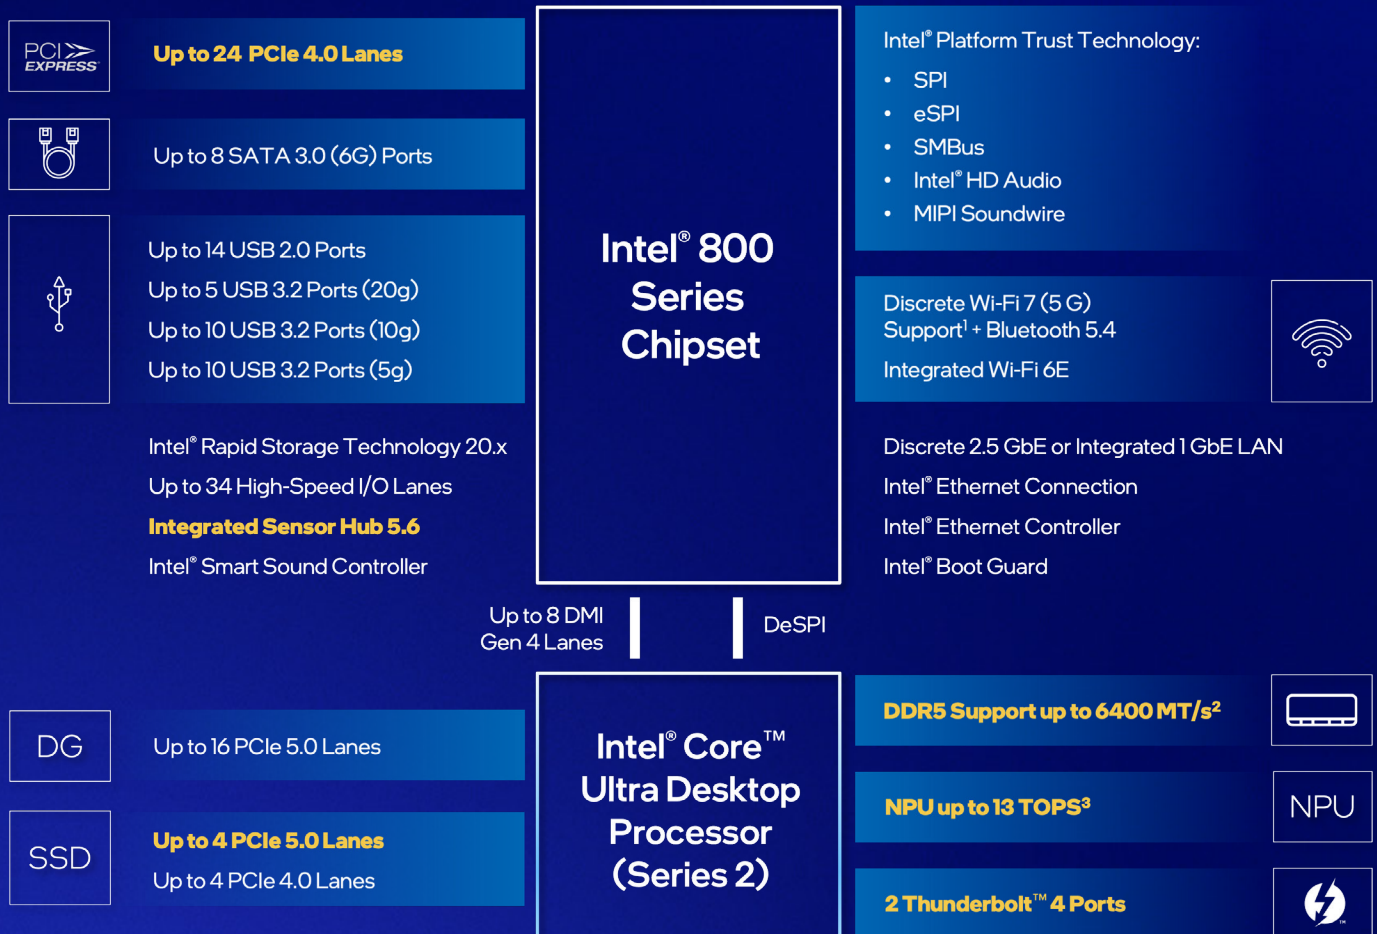 PCI
EXPRESS®
Up to 24 PCIe 4.0 Lanes
Up to 8 SATA 3.0 (6G) Ports
Up to 14 USB 2.0 Ports
Up to 5 USB 3.2 Ports (20g)
Up to 10 USB 3.2 Ports (10g)
Up to 10 USB 3.2 Ports (5g)
Intel® Rapid Storage Technology 20.x
Up to 34 High-Speed I/O Lanes
Integrated Sensor Hub 5.6
Intel® Smart Sound Controller
Intel® 800
Series
Chipset
Intel® Platform Trust Technology:
• SPI
• eSPI
• SMBus
• Intel® HD Audio
• MIPI Soundwire
Discrete Wi-Fi 7 (5 G)
Support¹ + Bluetooth 5.4
Integrated Wi-Fi 6E
Discrete 2.5 GbE or Integrated 1 GbE LAN
Intel® Ethernet Connection
Intel® Ethernet Controller
Intel® Boot Guard
Up to 8 DMI
Gen 4 Lanes
DeSPI
DG
Up to 16 PCIe 5.0 Lanes
SSD
Up to 4 PCIe 5.0 Lanes
Up to 4 PCIe 4.0 Lanes
Intel® Core™
Ultra Desktop
Processor
(Series 2)
DDR5 Support up to 6400 MT/s²
NPU up to 13 TOPS³
NPU
2 Thunderbolt™ 4 Ports
™